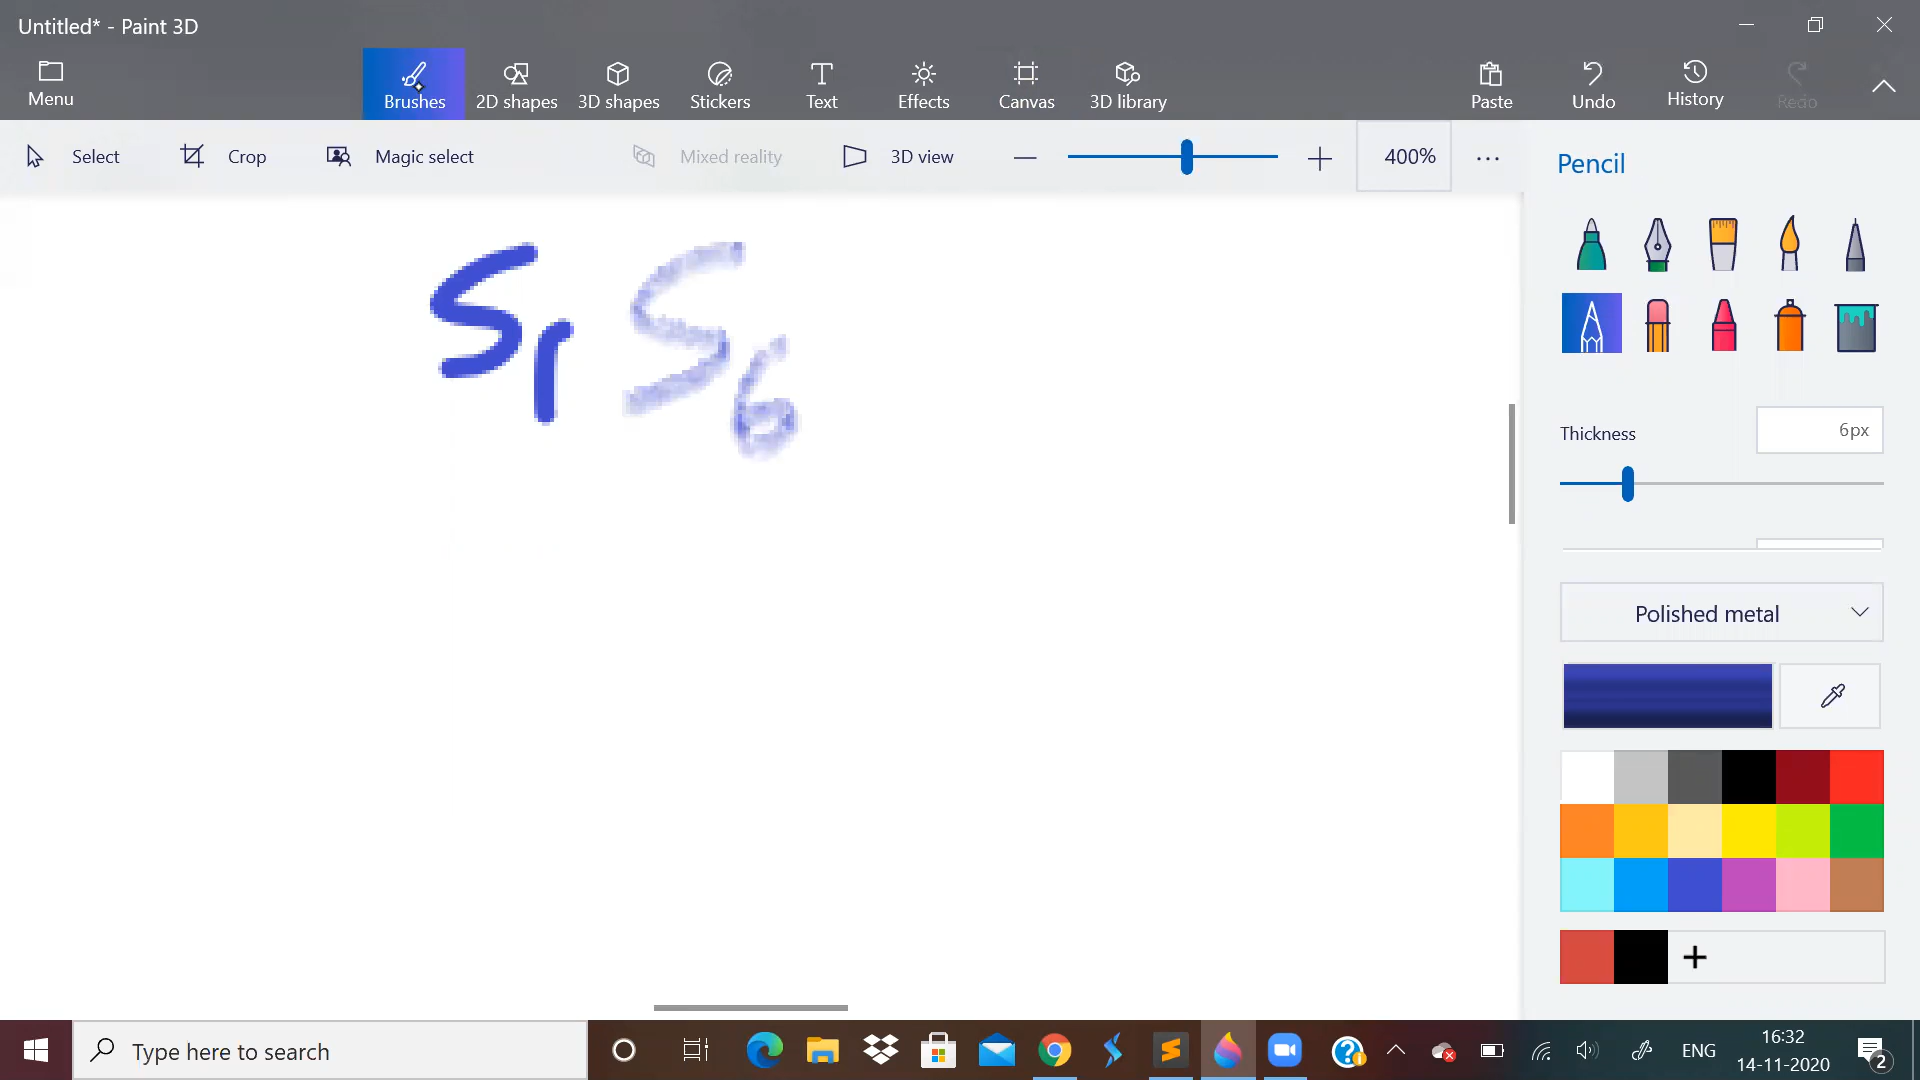 Untitled* - Paint 3D
Menu
Brushes 2D shapes 3D shapes Stickers Text Effects Canvas 3D library Paste Undo History Redo
Select Crop Magic select Mixed reality 3D view 400% ...
Pencil
S1 S6
Thickness 6px
Polished metal
Type here to search
ENG
16:32
14-11-2020
2